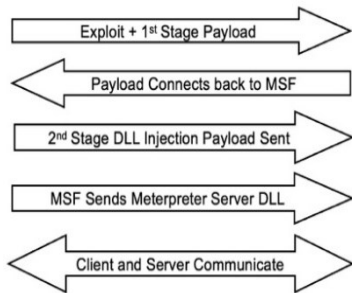 Exploit + 1st Stage Payload
Payload Connects back to MSF
2nd Stage DLL Injection Payload Sent
MSF Sends Meterpreter Server DLL
Client and Server Communicate